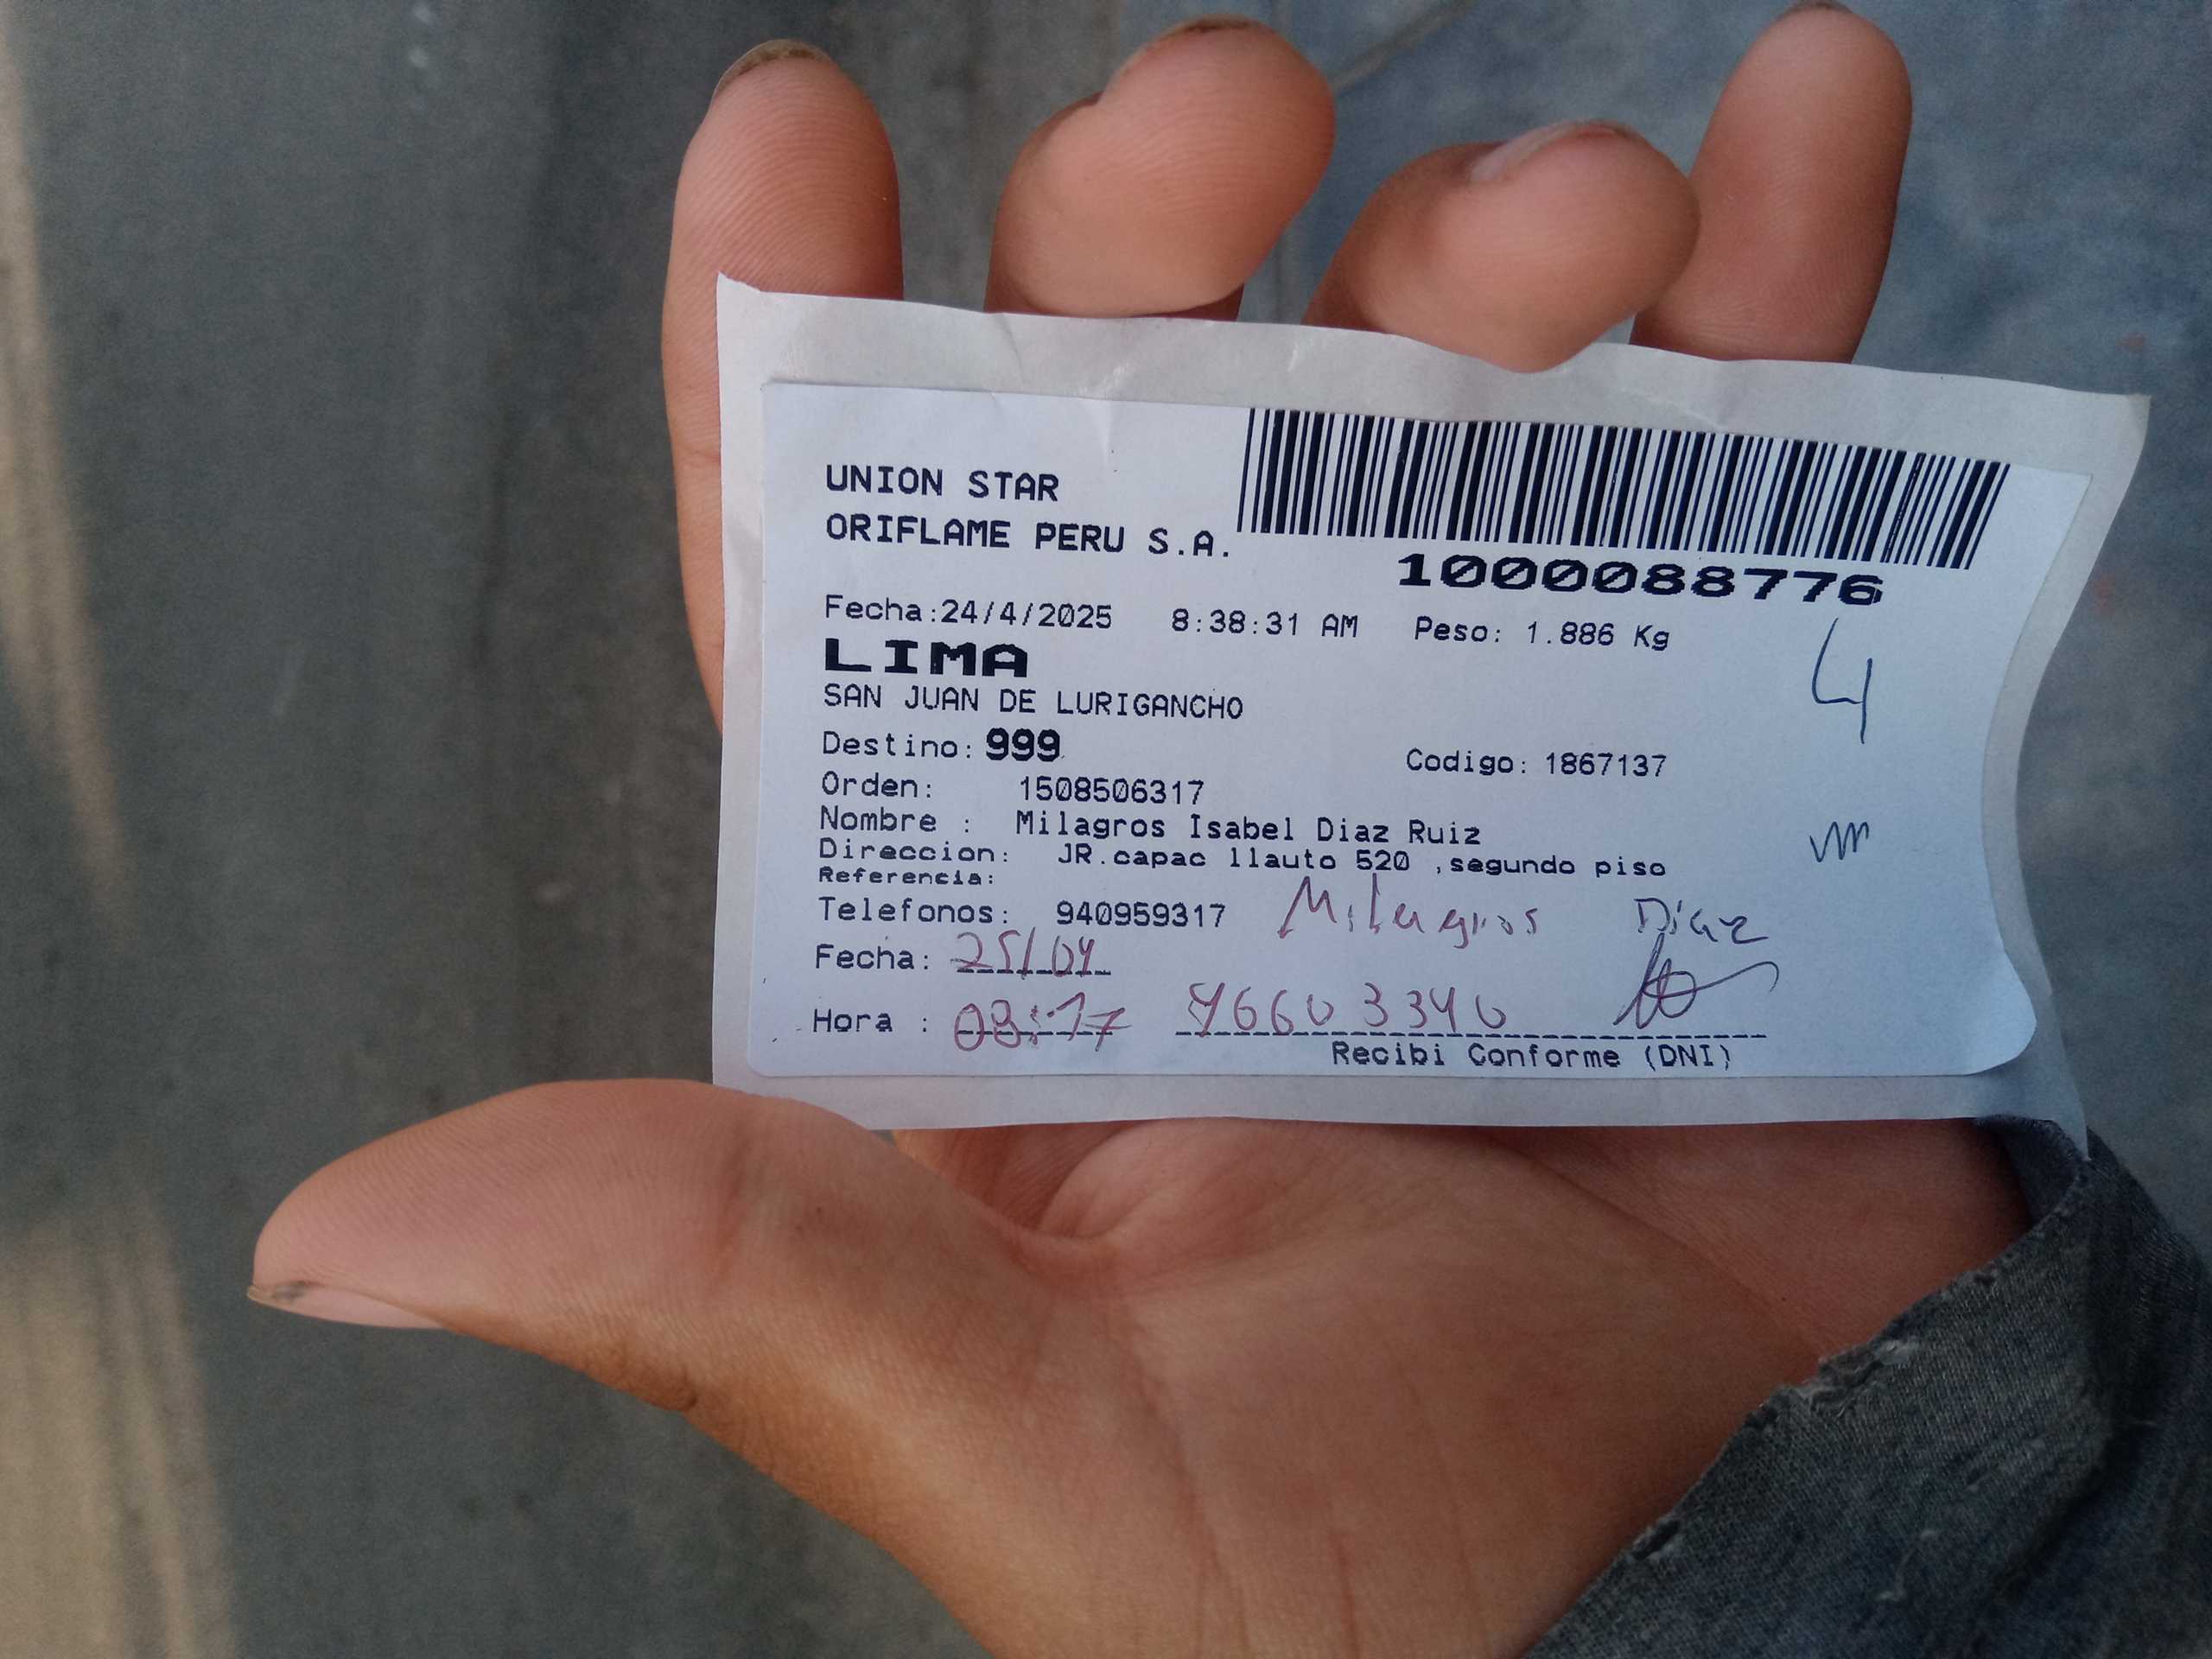 UNION STAR
ORIFLAME PERU S.A.
1000088776
Fecha:24/4/2025 8:38:31 AM Peso: 1.886 Kg
LIMA
4
SAN JUAN DE LURIGANCHO
Destino: 999
Codigo: 1867137
Orden: 1508506317
Nombre : Milagros Isabel Diaz Ruiz
Direccion: JR.capac llauto 520 ,segundo piso
Referencia:
Telefonos: 940959317 Milagros Díaz
Fecha: 25/04
Hora : 08:17
Recibi Conforme (DNI)